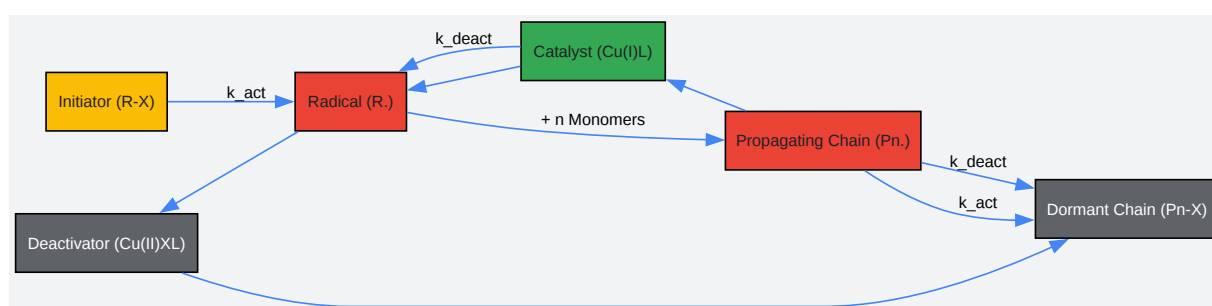 k_deact
Catalyst (Cu(I)L)
Initiator (R-X)
k_act
Radical (R.)
+ n Monomers
Propagating Chain (Pn.)
k_deact
k_act
Dormant Chain (Pn-X)
Deactivator (Cu(II)XL)